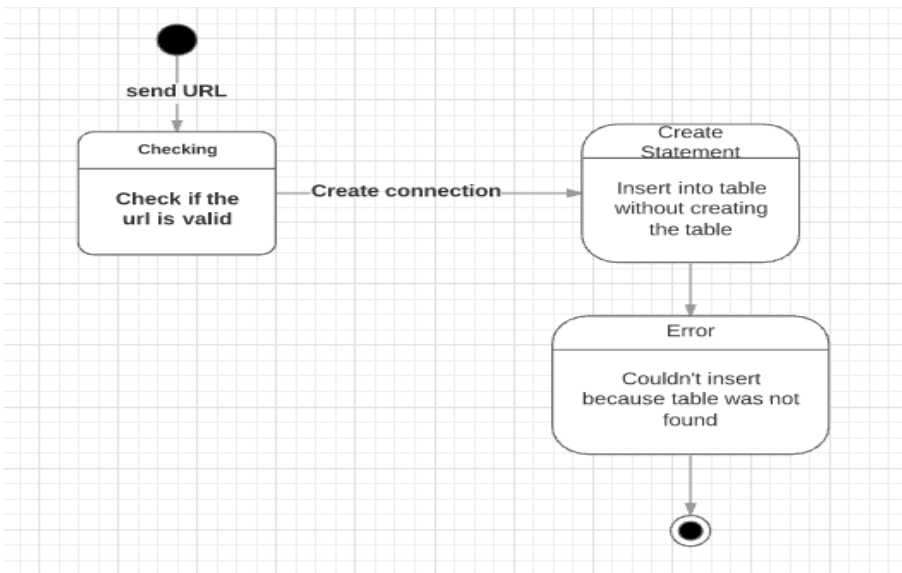 send URL
Checking
Check if the
url is valid
Create connection
Create
Statement
Insert into table
without creating
the table
Error
Couldn't insert
because table was not
found